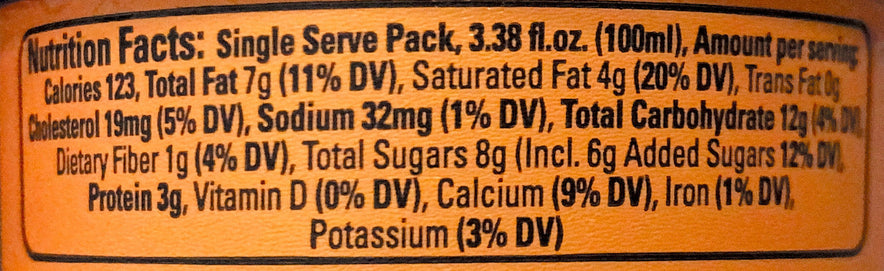 Nutrition Facts: Single Serve Pack, 3.38 fl.oz. (100ml), Amount per serving
Calories 123, Total Fat 7g (11% DV), Saturated Fat 4g (20% DV), Trans Fat 0g
Cholesterol 19mg (5% DV), Sodium 32mg (1% DV), Total Carbohydrate 12g (4% DV)
Dietary Fiber 1g (4% DV), Total Sugars 8g (Incl. 6g Added Sugars 12% DV),
Protein 3g, Vitamin D (0% DV), Calcium (9% DV), Iron (1% DV),
Potassium (3% DV)